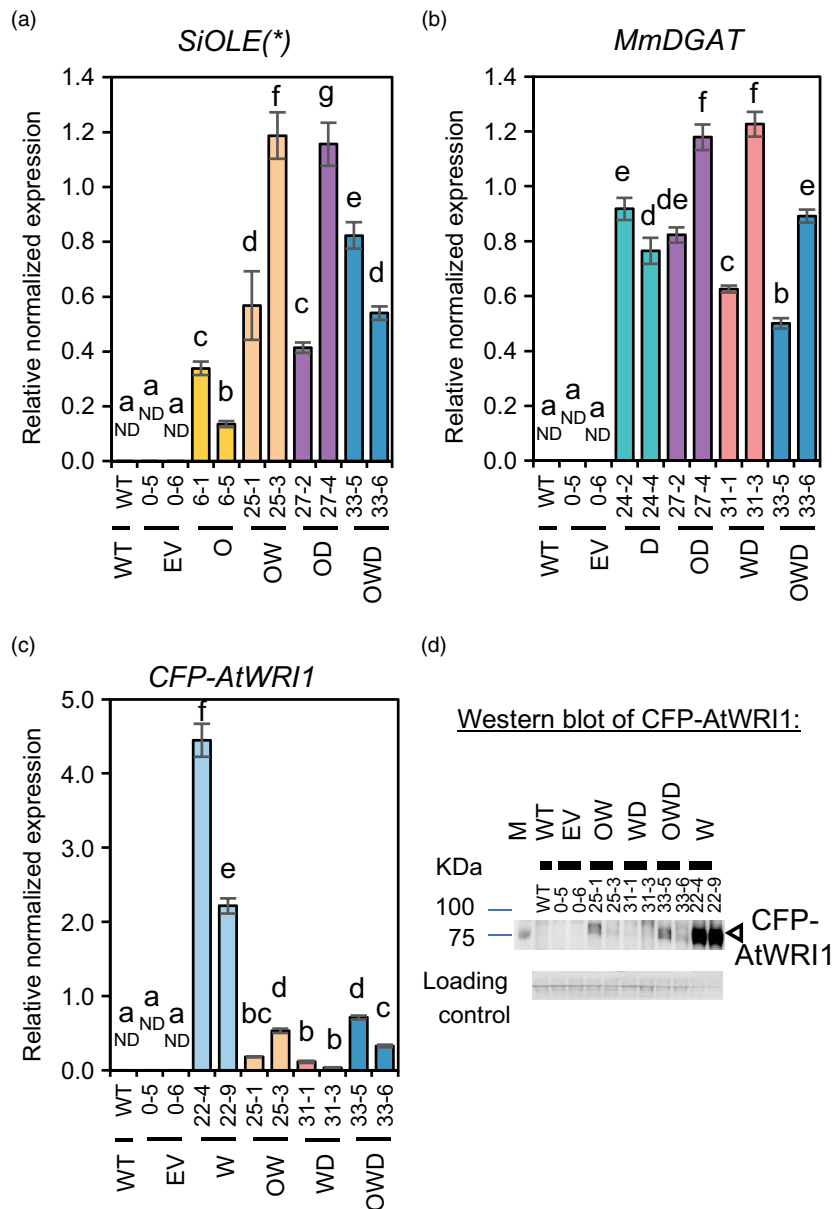 (a)
SiOLE(*)
Relative normalized expression
1.4
1.2
1.0
0.8
0.6
0.4
0.2
0.0
a
ND
a
ND
a
ND
c
b
d
f
c
g
e
d
WT
0-5
0-6
6-1
6-5
25-1
25-3
27-2
27-4
33-5
33-6
WT
EV
O
OW
OD
OWD
(b)
MmDGAT
Relative normalized expression
1.4
1.2
1.0
0.8
0.6
0.4
0.2
0.0
a
ND
a
ND
a
ND
e
d
de
f
c
f
b
e
WT
0-5
0-6
24-2
24-4
27-2
27-4
31-1
31-3
33-5
33-6
WT
EV
D
OD
WD
OWD
(c)
CFP-AtWRI1
Relative normalized expression
5.0
4.0
3.0
2.0
1.0
0.0
a
ND
a
ND
a
ND
f
e
bc
d
b
b
d
c
WT
0-5
0-6
22-4
22-9
25-1
25-3
31-1
31-3
33-5
33-6
WT
EV
W
OW
WD
OWD
(d)
Western blot of CFP-AtWRI1:
M
WT
EV
OW
WD
OWD
W
KDa
WT
0-5
0-6
25-1
25-3
31-1
31-3
33-5
33-6
22-4
22-9
100
75
CFP-
AtWRI1
Loading
control